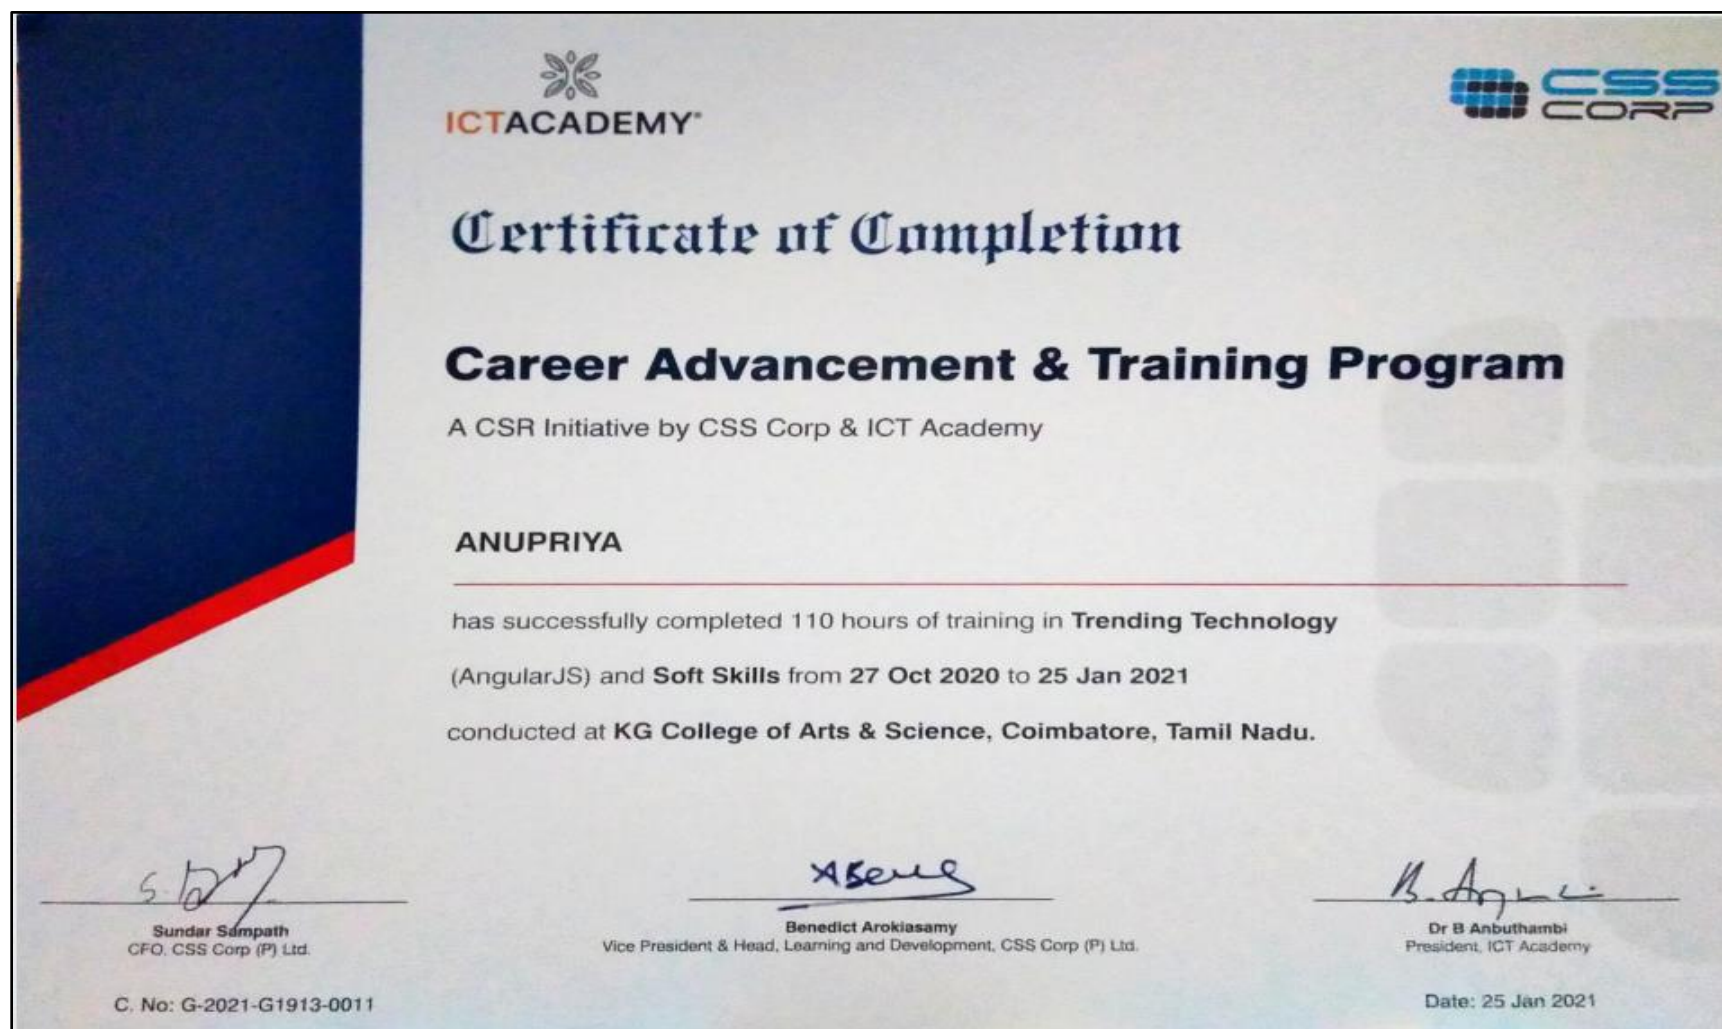 ICTACADEMY®
CSS
CORP
Certificate of Completion
Career Advancement & Training Program
A CSR Initiative by CSS Corp & ICT Academy
ANUPRIYA
has successfully completed 110 hours of training in Trending Technology
(AngularJS) and Soft Skills from 27 Oct 2020 to 25 Jan 2021
conducted at KG College of Arts & Science, Coimbatore, Tamil Nadu.
Sundar Sampath
CFO, CSS Corp (P) Ltd.
Benedict Arokiasamy
Vice President & Head, Learning and Development, CSS Corp (P) Ltd.
Dr B Anbuthambi
President, ICT Academy
C. No: G-2021-G1913-0011
Date: 25 Jan 2021